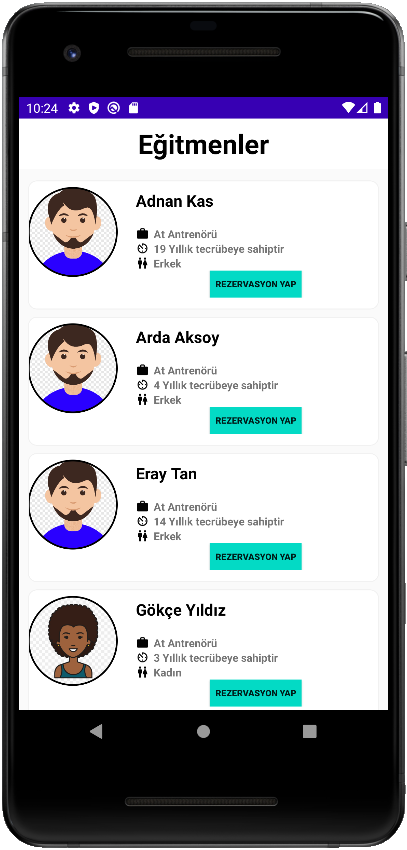 10:24
Eğitmenler
Adnan Kas
At Antrenörü
19 Yıllık tecrübeye sahiptir
Erkek
REZERVASYON YAP
Arda Aksoy
At Antrenörü
4 Yıllık tecrübeye sahiptir
Erkek
REZERVASYON YAP
Eray Tan
At Antrenörü
14 Yıllık tecrübeye sahiptir
Erkek
REZERVASYON YAP
Gökçe Yıldız
At Antrenörü
3 Yıllık tecrübeye sahiptir
Kadın
REZERVASYON YAP